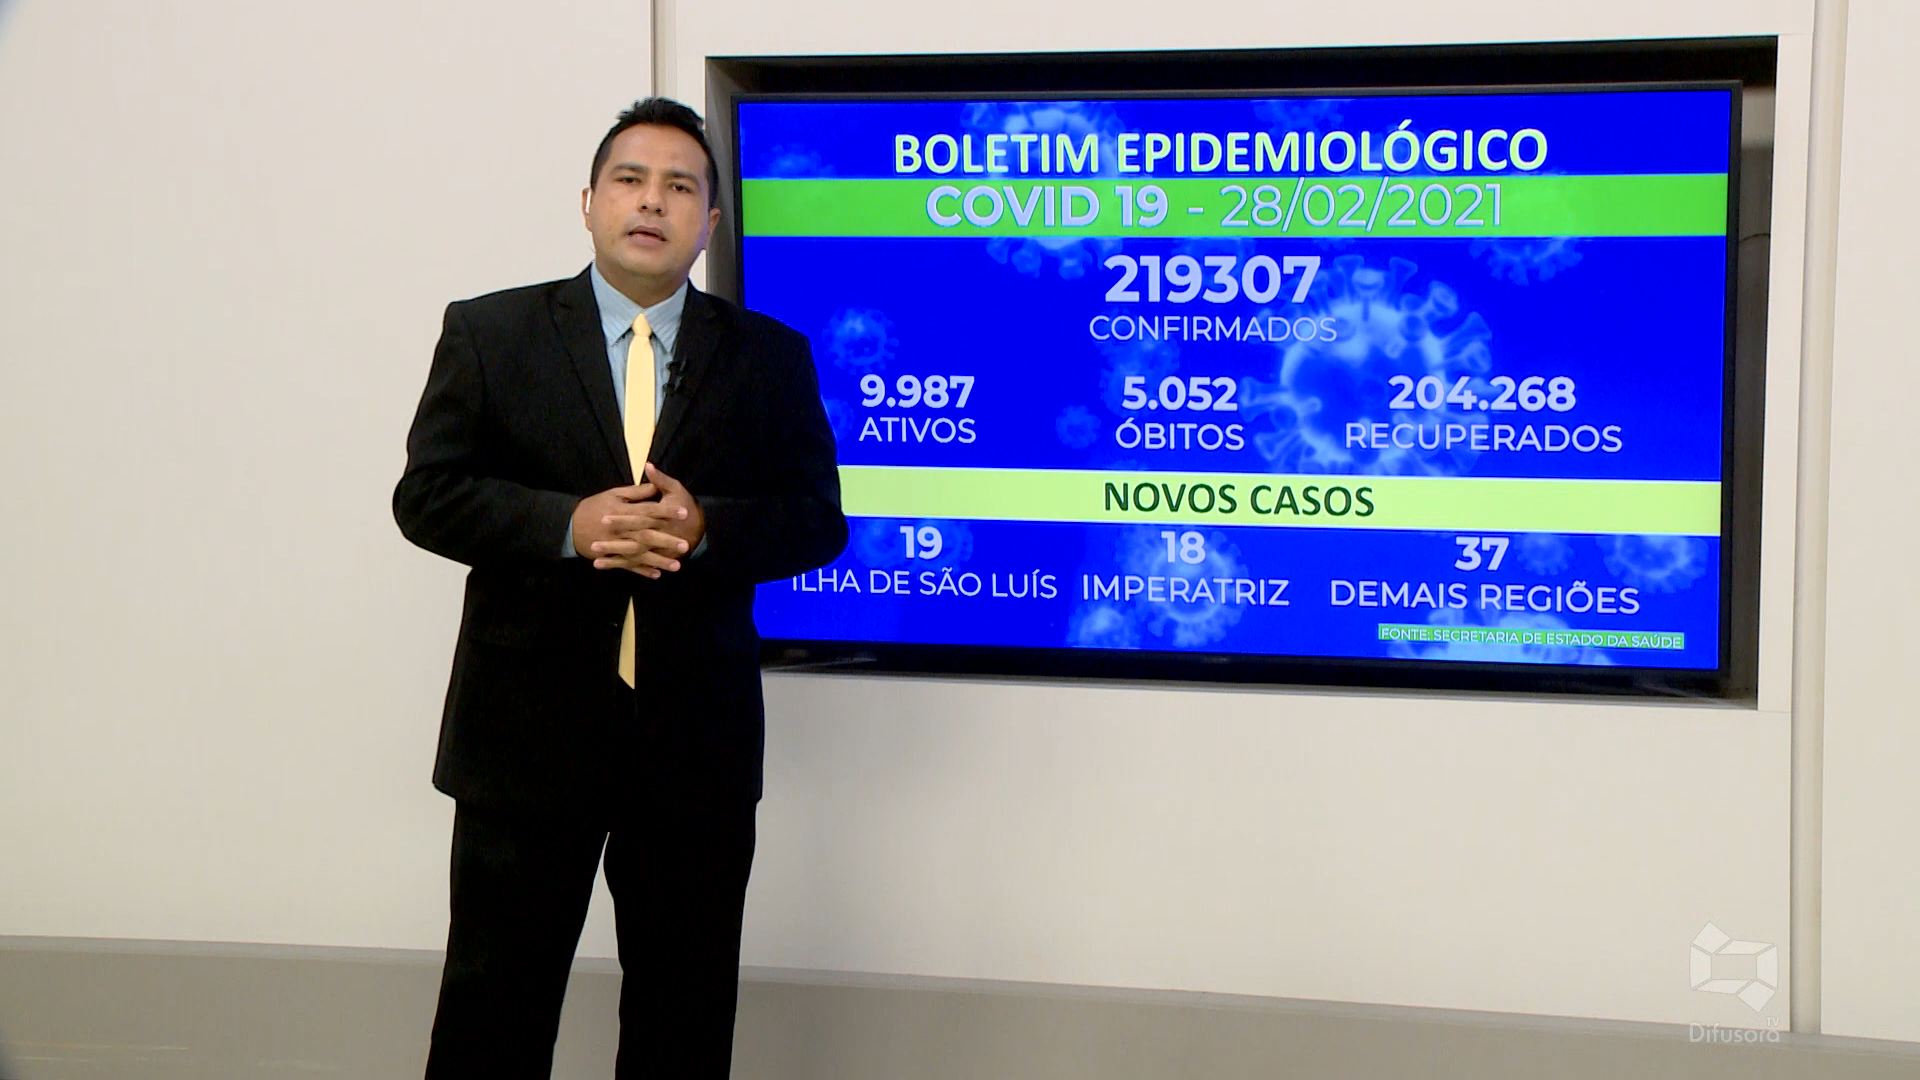 BOLETIM EPIDEMIOLÓGICO
COVID 19 - 28/02/2021
219307
CONFIRMADOS
9.987
ATIVOS
5.052
ÓBITOS
204.268
RECUPERADOS
NOVOS CASOS
19
ILHA DE SÃO LUÍS
18
IMPERATRIZ
37
DEMAIS REGIÕES
FONTE: SECRETARIA DE ESTADO DA SAÚDE
TV
Difusora